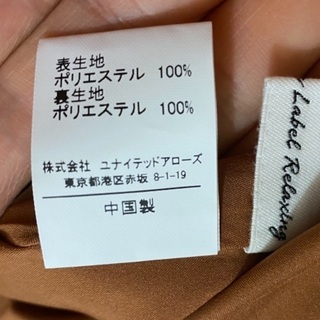 表生地
ポリエステル 100%
裏生地
ポリエステル 100%
株式会社 ユナイテッドアローズ
東京都港区赤坂 8-1-19
中国製
Label Relaxing